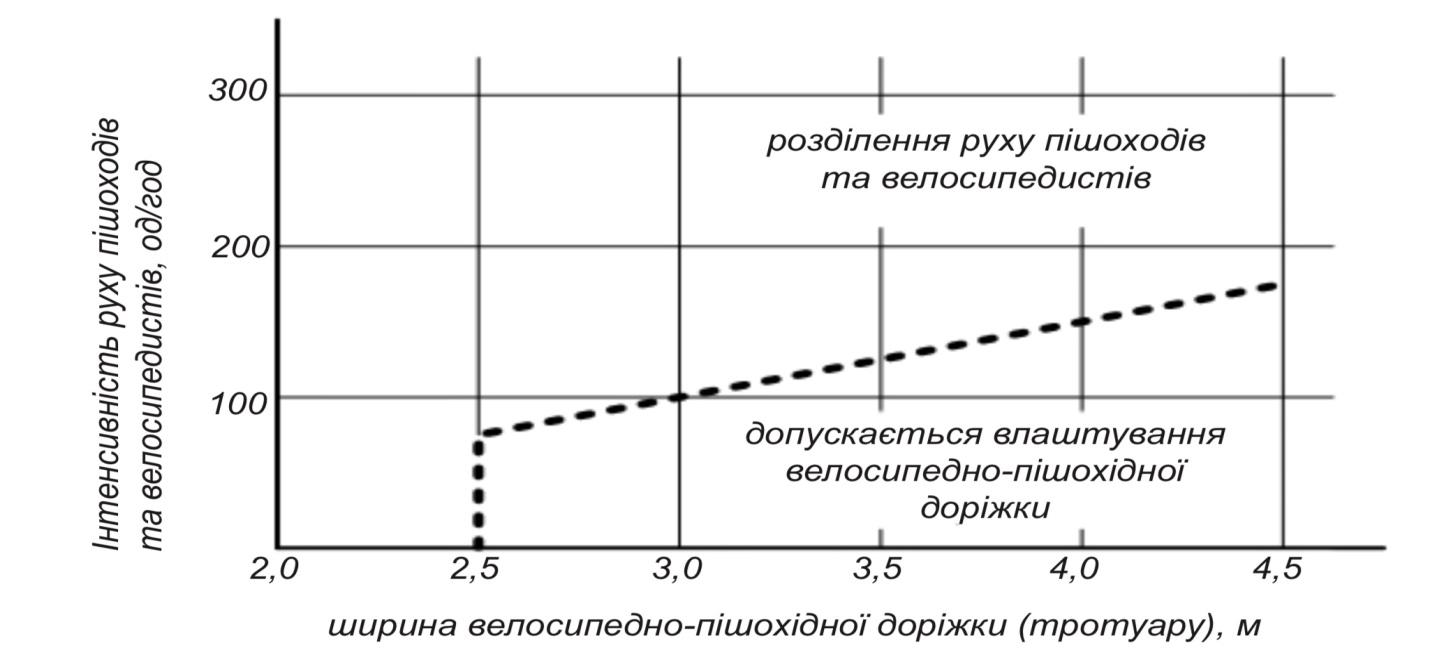 300
розділення руху пішоходів
та велосипедистів
200
100
допускається влаштування
велосипедно-пішохідної
доріжки
Інтенсивність руху пішоходів
та велосипедистів, од/год
2,0 2,5 3,0 3,5 4,0 4,5
ширина велосипедно-пішохідної доріжки (тротуару), м